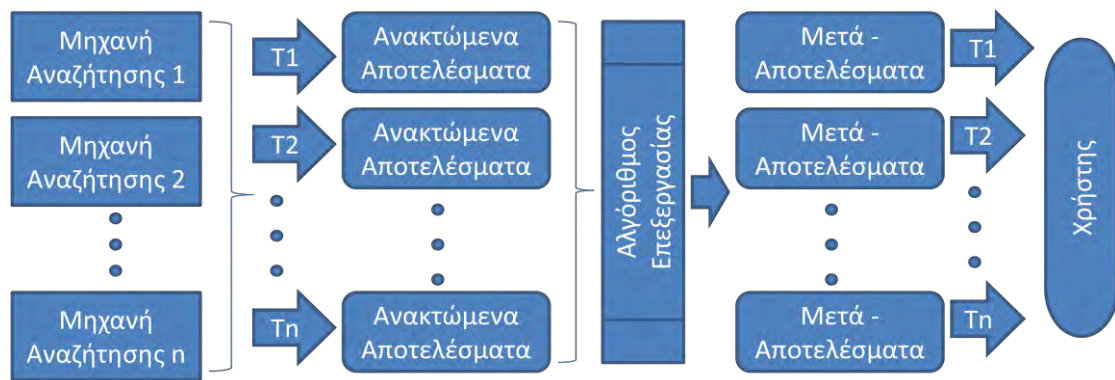 Μηχανή
Αναζήτησης 1
Μηχανή
Αναζήτησης 2
Μηχανή
Αναζήτησης n
T1
T2
Tn
Ανακτώμενα
Αποτελέσματα
Ανακτώμενα
Αποτελέσματα
Ανακτώμενα
Αποτελέσματα
Αλγόριθμος
Επεξεργασίας
Μετά -
Αποτελέσματα
Μετά -
Αποτελέσματα
Μετά -
Αποτελέσματα
T1
T2
Tn
Χρήστης